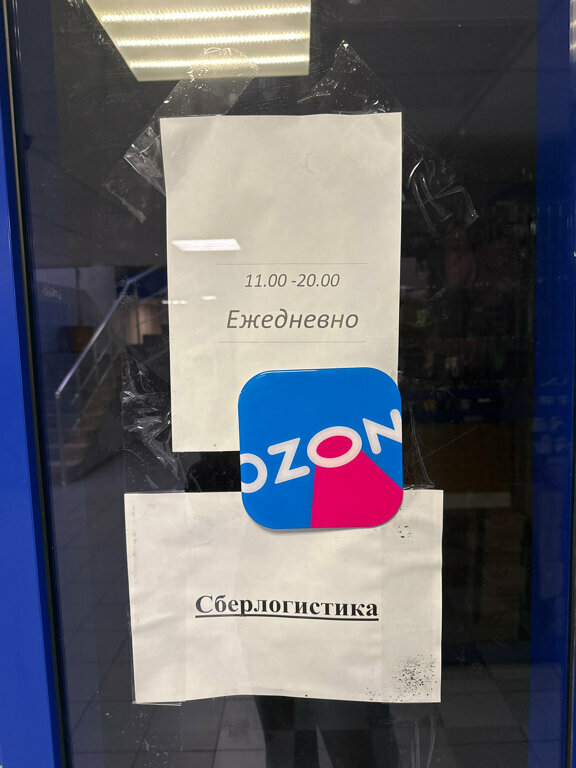 11.00 -20.00
Ежедневно
OZON
Сберлогистика